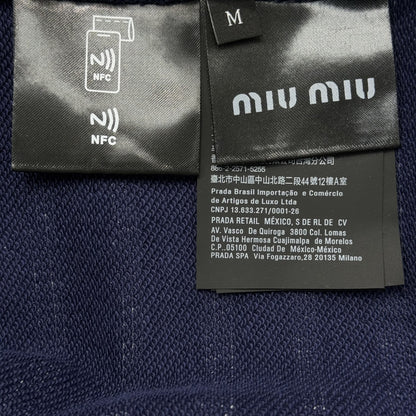 NFC
NFC
M
miu miu
886-2-2571-5255
臺北市中山區中山北路二段44號12樓A室
Prada Brasil Importação e Comércio
de Artigos de Luxo Ltda
CNPJ 13.633.271/0001-26
PRADA RETAIL MÉXICO, S DE RL DE CV
AV. Vasco De Quiroga 3800 Col. Lomas
De Vista Hermosa Cuajimalpa de Morelos
C.P..05100 Ciudad De México-México
PRADA SPA Via Fogazzaro,28 20135 Milano